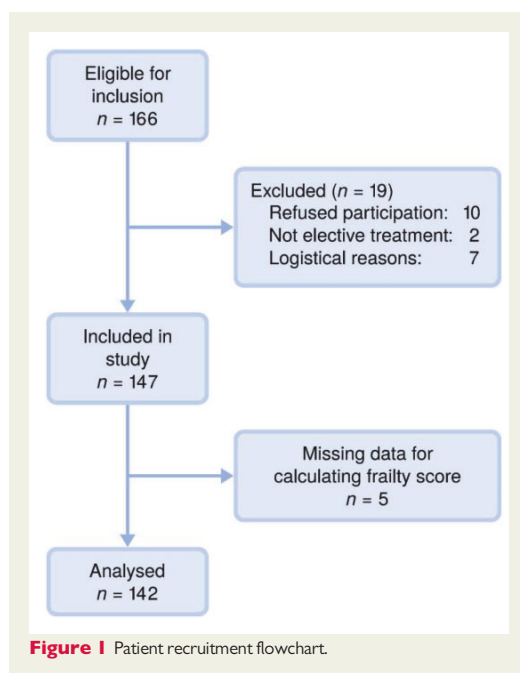 Eligible for
inclusion
n = 166
Excluded (n = 19)
Refused participation: 10
Not elective treatment: 2
Logistical reasons: 7
Included in
study
n = 147
Missing data for
calculating frailty score
n = 5
Analysed
n = 142
Figure 1 Patient recruitment flowchart.